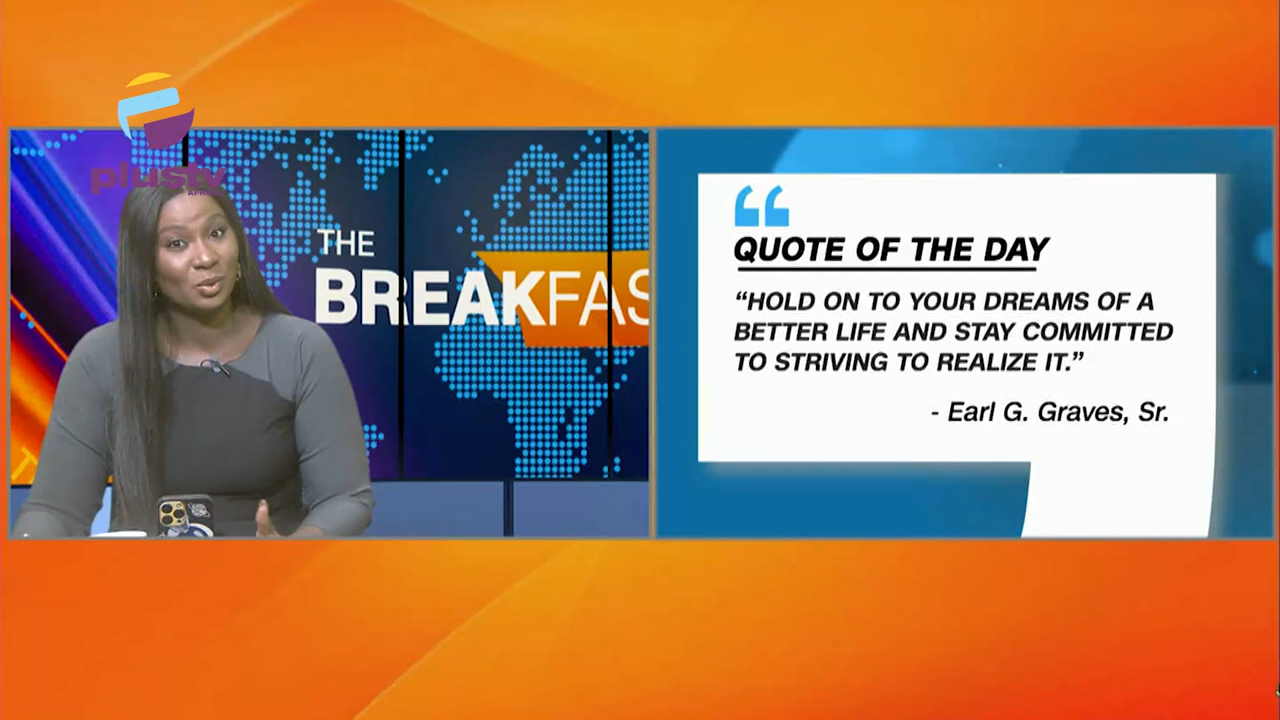 plustv
THE
BREAKFAS
QUOTE OF THE DAY
“HOLD ON TO YOUR DREAMS OF A
BETTER LIFE AND STAY COMMITTED
TO STRIVING TO REALIZE IT.”
- Earl G. Graves, Sr.